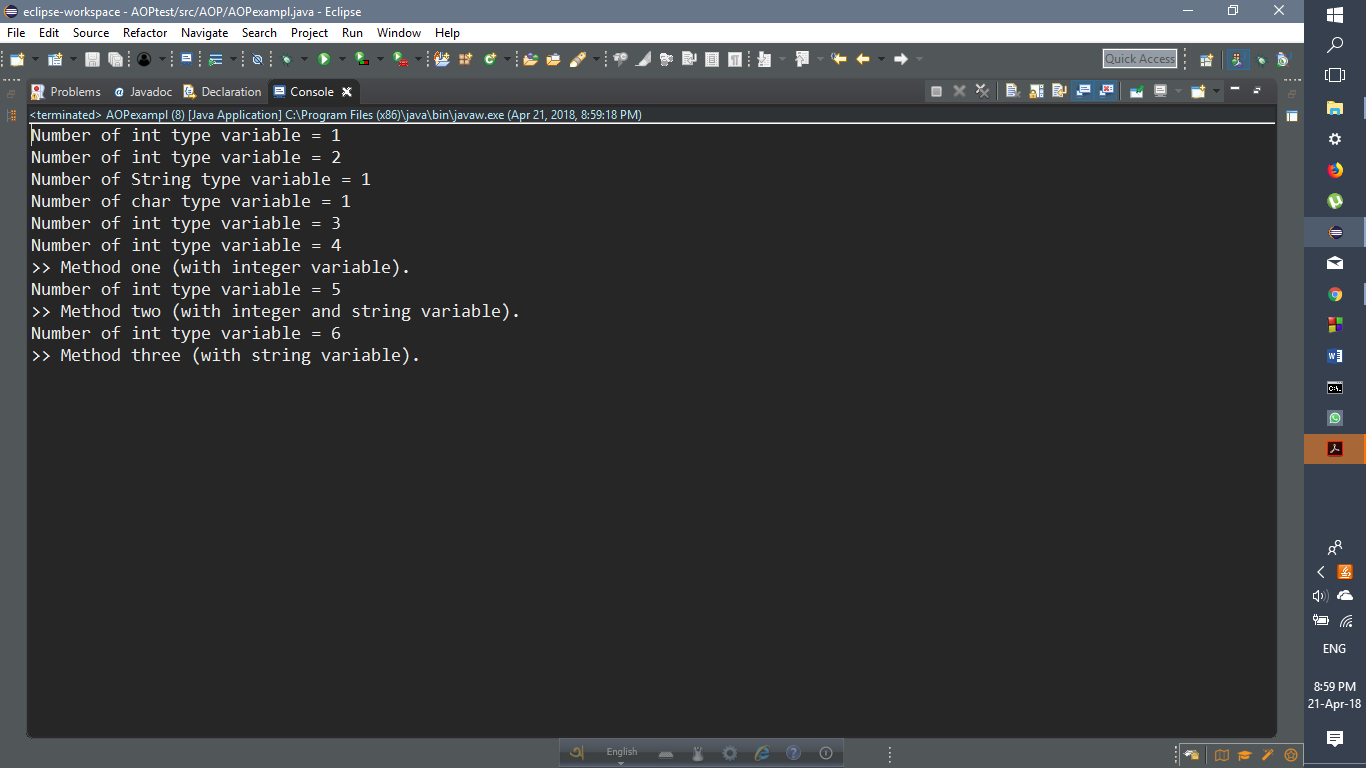 eclipse-workspace - AOPtest/src/AOP/AOPexampl.java - Eclipse
File Edit Source Refactor Navigate Search Project Run Window Help
Quick Access
Problems @ Javadoc Declaration Console
<terminated> AOPexampl (8) [Java Application] C:\Program Files (x86)\java\bin\javaw.exe (Apr 21, 2018, 8:59:18 PM)
Number of int type variable = 1
Number of int type variable = 2
Number of String type variable = 1
Number of char type variable = 1
Number of int type variable = 3
Number of int type variable = 4
>> Method one (with integer variable).
Number of int type variable = 5
>> Method two (with integer and string variable).
Number of int type variable = 6
>> Method three (with string variable).
ENG
8:59 PM
21-Apr-18
English